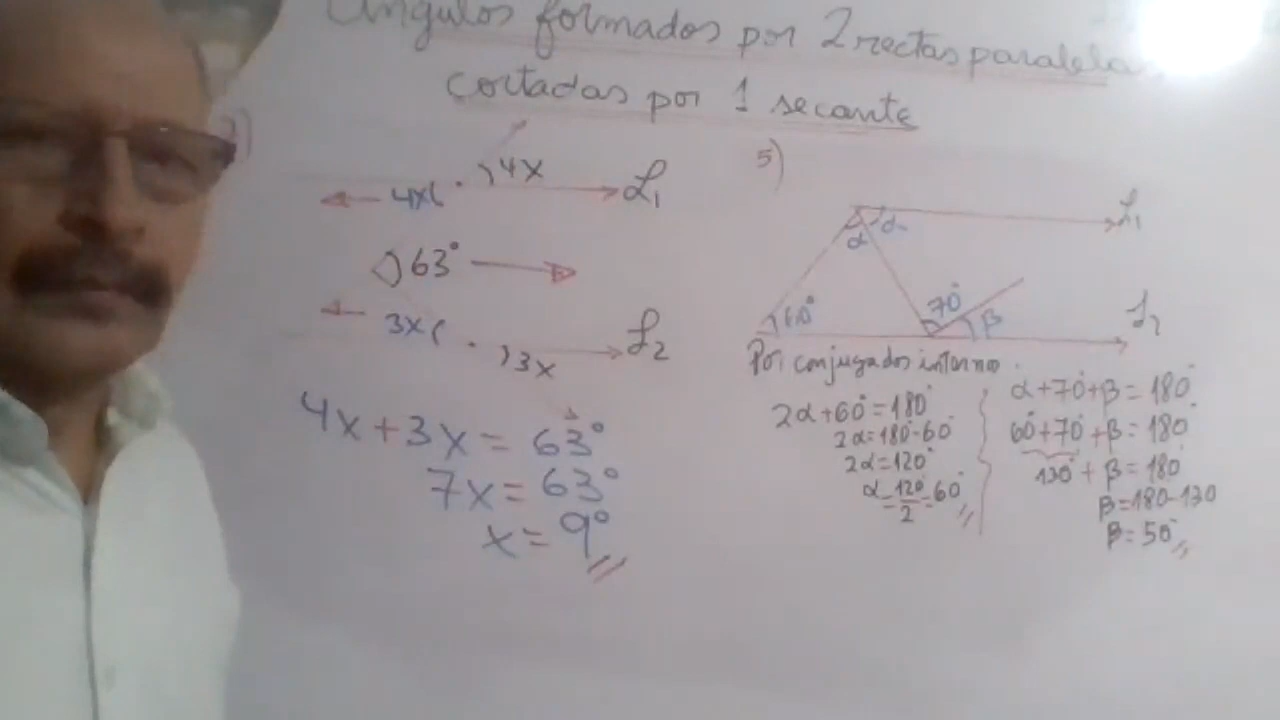 Angulos formados por 2 rectas paralela
cortadas por 1 secante
4x( )4x L₁
63°
3x( )3x L₂
4x+3x=63°
7x=63°
x=9°
5)
L₁
α α
60° 70° β
L₂
Por conjugados interno
2α+60°=180°
2α=180°-60°
2α=120°
α=120°/2=60°
α+70°+β=180°
60°+70°+β=180°
130°+β=180°
β=180-130
β=50°